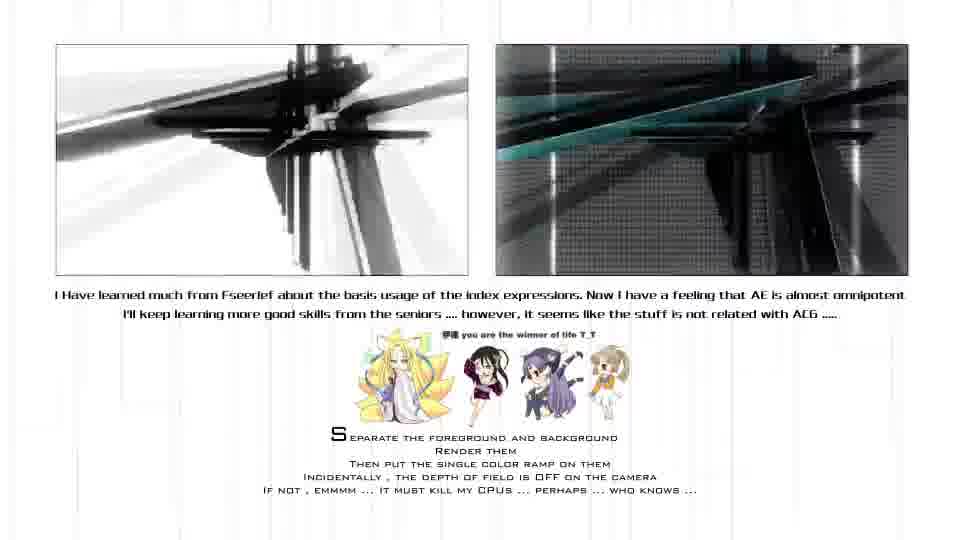 I Have learned much from Fseerlef about the basis usage of the index expressions. Now I have a feeling that AE is almost omnipotent
I'll keep learning more good skills from the seniors .... however, it seems like the stuff is not related with AC6 .....
伊達 you are the winner of life T_T
SEPARATE THE FOREGROUND AND BACKGROUND
RENDER THEM
THEN PUT THE SINGLE COLOR RAMP ON THEM
INCIDENTALLY , THE DEPTH OF FIELD IS OFF ON THE CAMERA
IF NOT , EMMMM ... IT MUST KILL MY CPUS ... PERHAPS ... WHO KNOWS ...